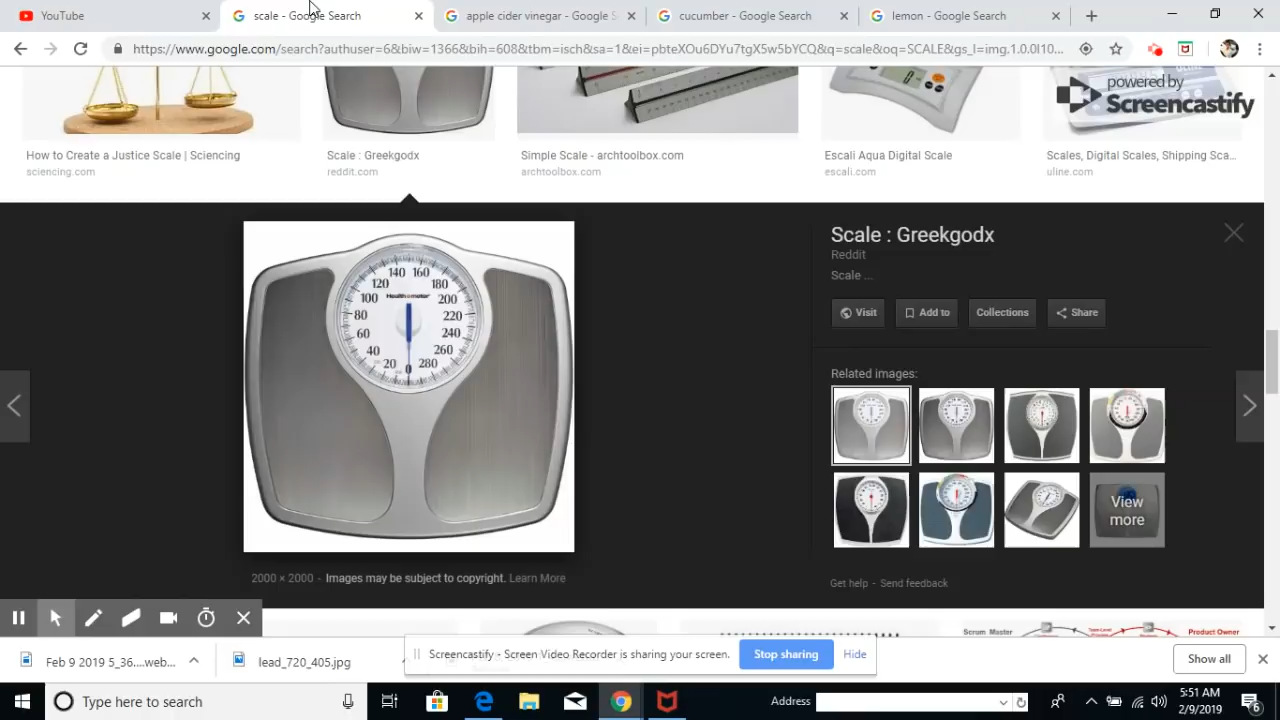 YouTube
scale - Google Search
apple cider vinegar - Google S
cucumber - Google Search
lemon - Google Search
https://www.google.com/search?authuser=6&biw=1366&bih=608&tbm=isch&sa=1&ei=pbteXOu6DYu7tgX5w5bYCQ&q=scale&oq=SCALE&gs_l=img.1.0.0l10...
powered by
Screencastify
How to Create a Justice Scale | Sciencing
sciencing.com
Scale : Greekgodx
reddit.com
Simple Scale - archtoolbox.com
archtoolbox.com
Escali Aqua Digital Scale
escali.com
Scales, Digital Scales, Shipping Sca...
uline.com
140 160
120 180
100 Health o meter 200
80 220
60 240
40 260
20 0 280
Scale : Greekgodx
Reddit
Scale ...
Visit
Add to
Collections
Share
Related images:
View
more
2000 × 2000 - Images may be subject to copyright. Learn More
Get help - Send feedback
Scrum Master
Product Owner
Screencastify - Screen Video Recorder is sharing your screen.
Stop sharing
Hide
Feb 9 2019 5_36....web...
lead_720_405.jpg
Show all
Type here to search
Address
5:51 AM
2/9/2019
6